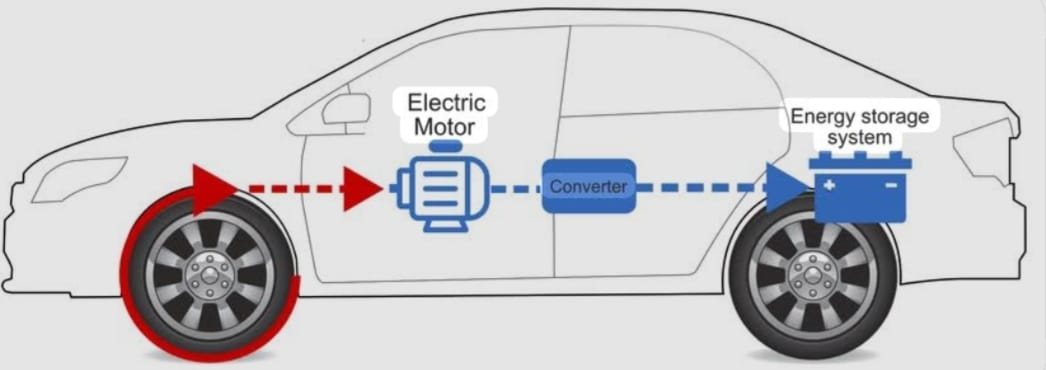 Electric
Motor
Energy storage
system
Converter
+ -